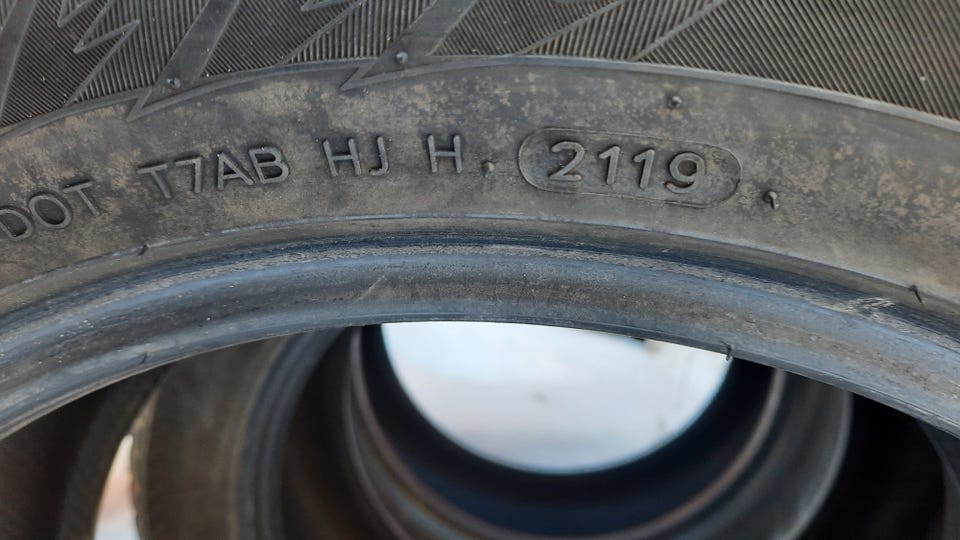 DOT T7AB HJ H 2119